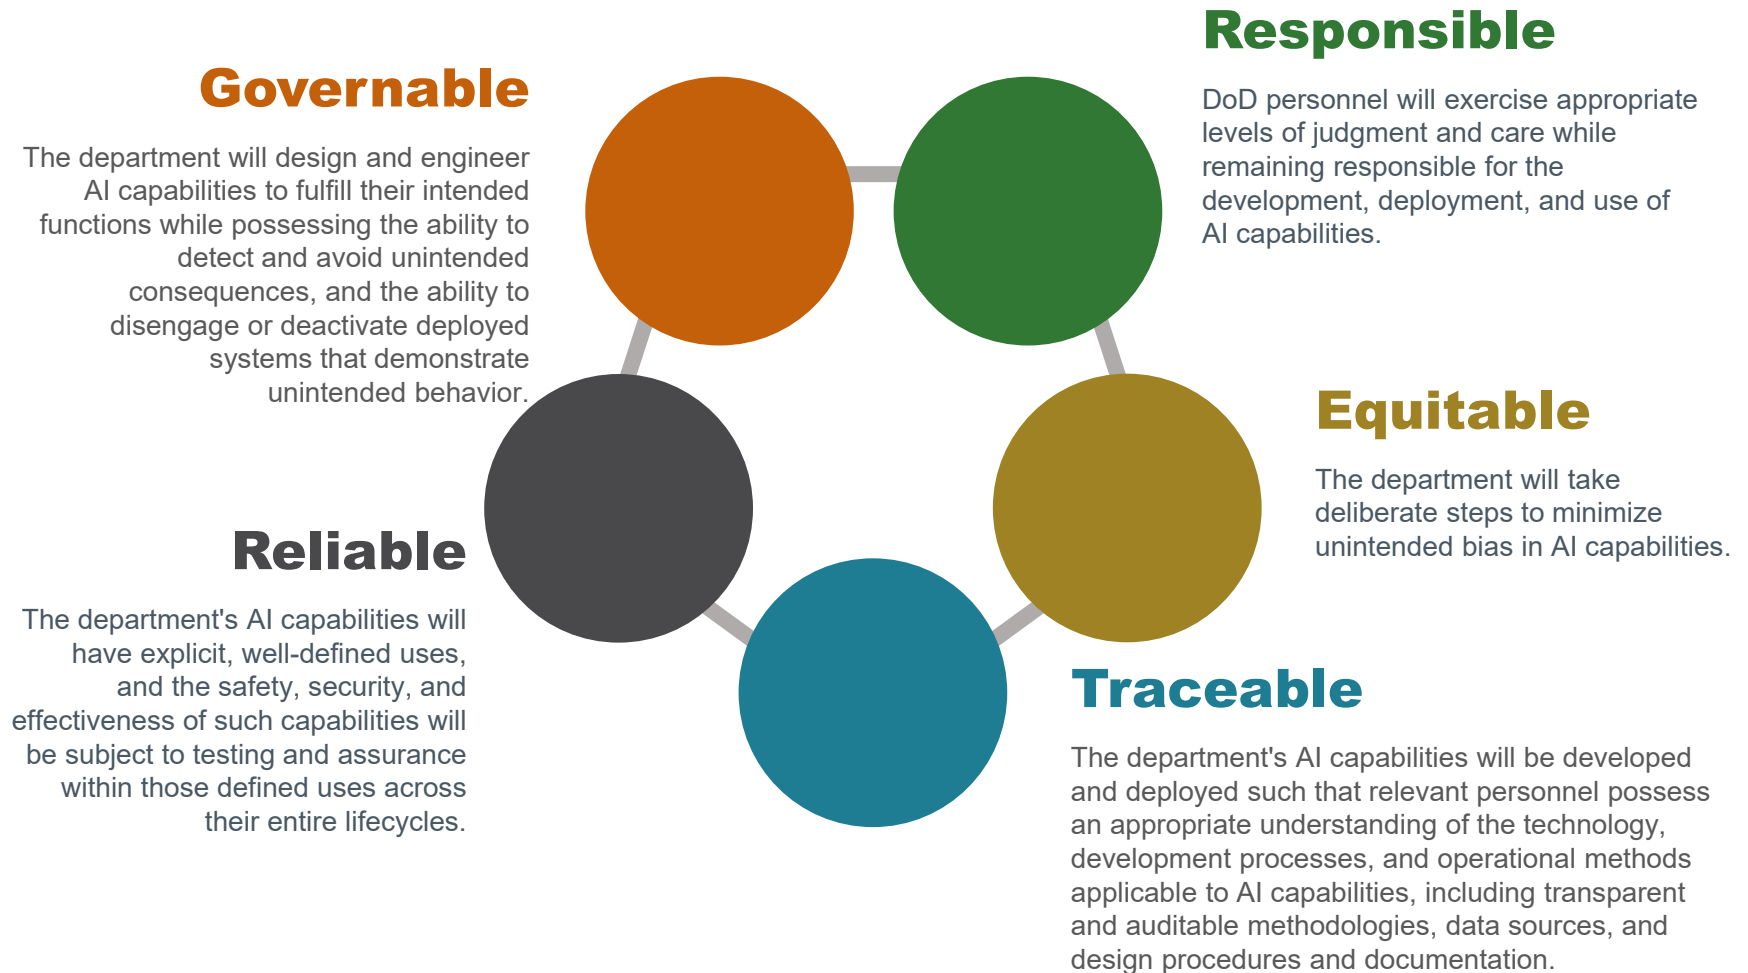 Responsible
DoD personnel will exercise appropriate
levels of judgment and care while
remaining responsible for the
development, deployment, and use of
AI capabilities.
Equitable
The department will take
deliberate steps to minimize
unintended bias in AI capabilities.
Traceable
The department's AI capabilities will be developed
and deployed such that relevant personnel possess
an appropriate understanding of the technology,
development processes, and operational methods
applicable to AI capabilities, including transparent
and auditable methodologies, data sources, and
design procedures and documentation.
Reliable
The department's AI capabilities will
have explicit, well-defined uses,
and the safety, security, and
effectiveness of such capabilities will
be subject to testing and assurance
within those defined uses across
their entire lifecycles.
Governable
The department will design and engineer
AI capabilities to fulfill their intended
functions while possessing the ability to
detect and avoid unintended
consequences, and the ability to
disengage or deactivate deployed
systems that demonstrate
unintended behavior.